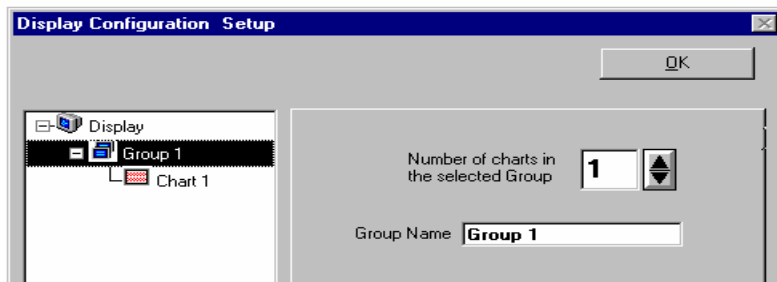 Display Configuration Setup
OK
Display
Group 1
Chart 1
Number of charts in
the selected Group
1
Group Name
Group 1